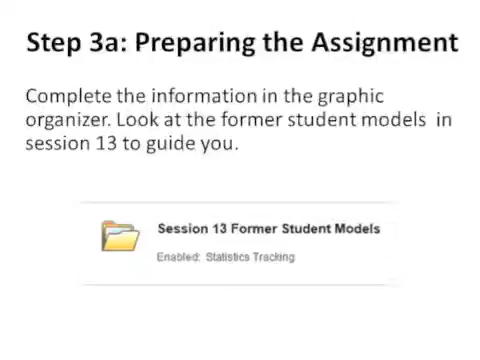 Step 3a: Preparing the Assignment
Complete the information in the graphic
organizer. Look at the former student models in
session 13 to guide you.
Session 13 Former Student Models
Enabled: Statistics Tracking